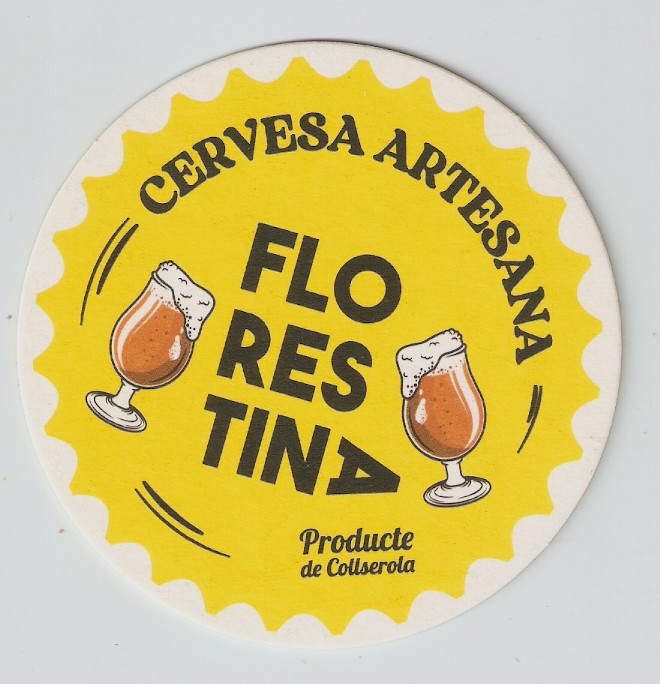 CERVESA ARTESANA
FLO
RES
TINA
Producte
de Collserola